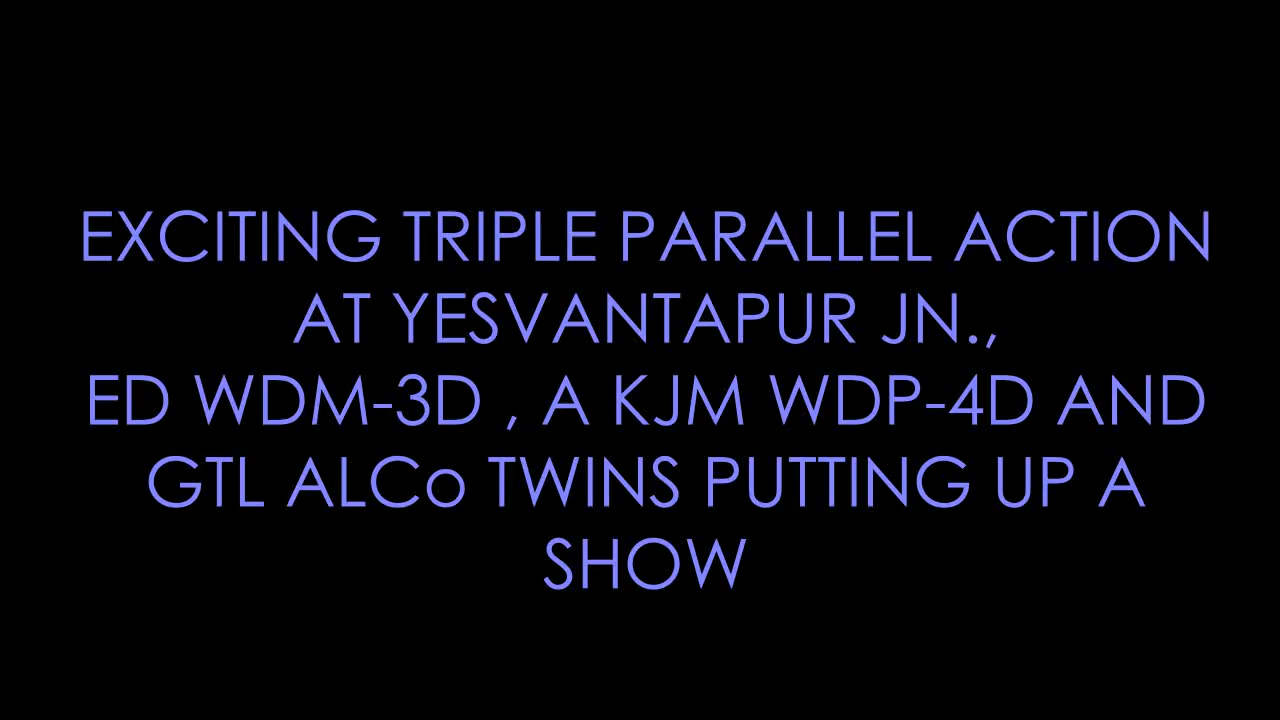 EXCITING TRIPLE PARALLEL ACTION
AT YESVANTAPUR JN.,
ED WDM-3D , A KJM WDP-4D AND
GTL ALCo TWINS PUTTING UP A
SHOW